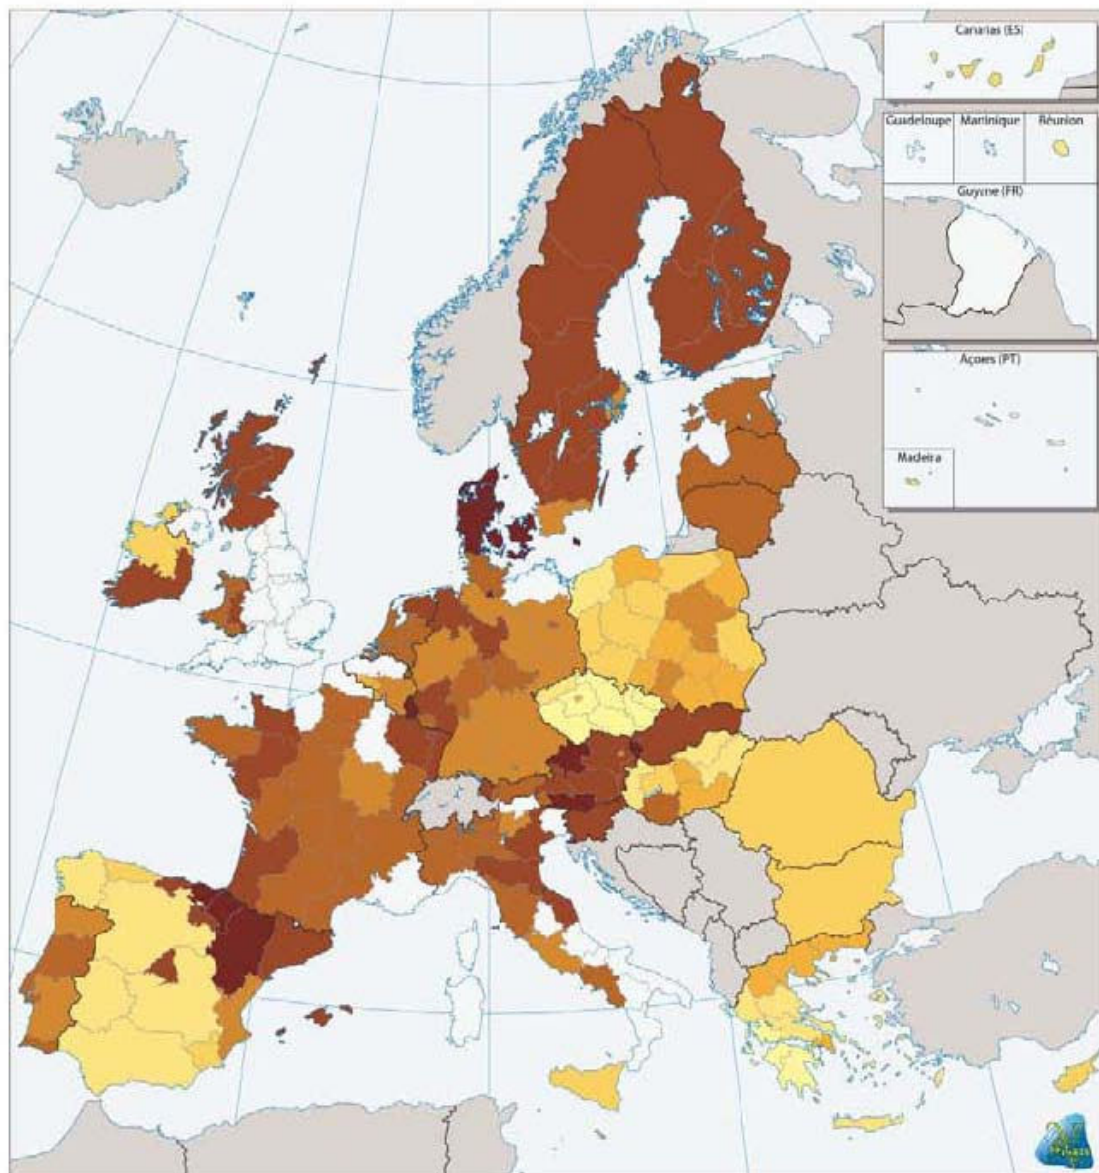 Canarias (ES)
Guadeloupe
Martinique
Réunion
Guyane (FR)
Açores (PT)
Madeira